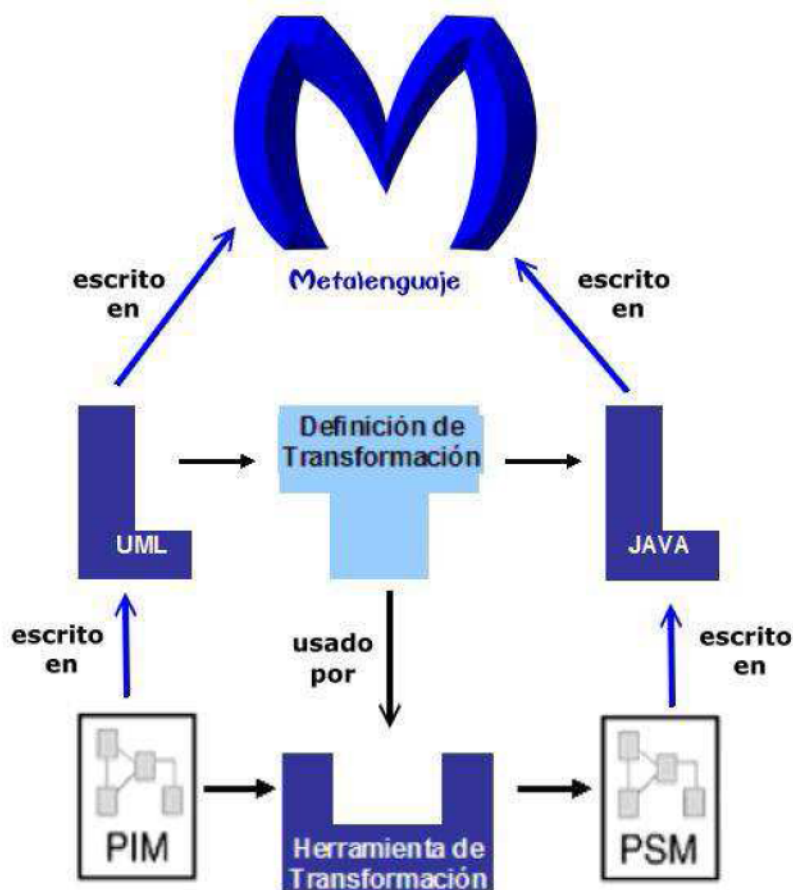 Metalenguaje
escrito
en
escrito
en
Definición de
Transformación
UML
JAVA
escrito
en
usado
por
escrito
en
PIM
Herramienta de
Transformación
PSM